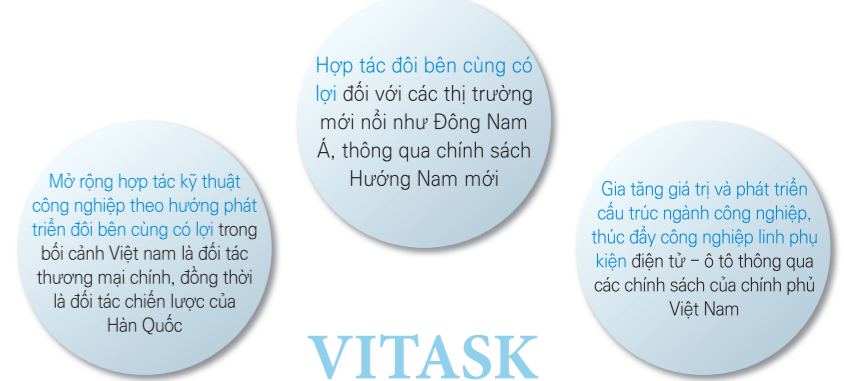 Hợp tác đôi bên cùng có
lợi đối với các thị trường
mới nổi như Đông Nam
Á, thông qua chính sách
Hướng Nam mới
Mở rộng hợp tác kỹ thuật
công nghiệp theo hướng phát
triển đôi bên cùng có lợi trong
bối cảnh Việt nam là đối tác
thương mại chính, đồng thời
là đối tác chiến lược của
Hàn Quốc
Gia tăng giá trị và phát triển
cấu trúc ngành công nghiệp,
thúc đẩy công nghiệp linh phụ
kiện điện tử – ô tô thông qua
các chính sách của chính phủ
Việt Nam
VITASK